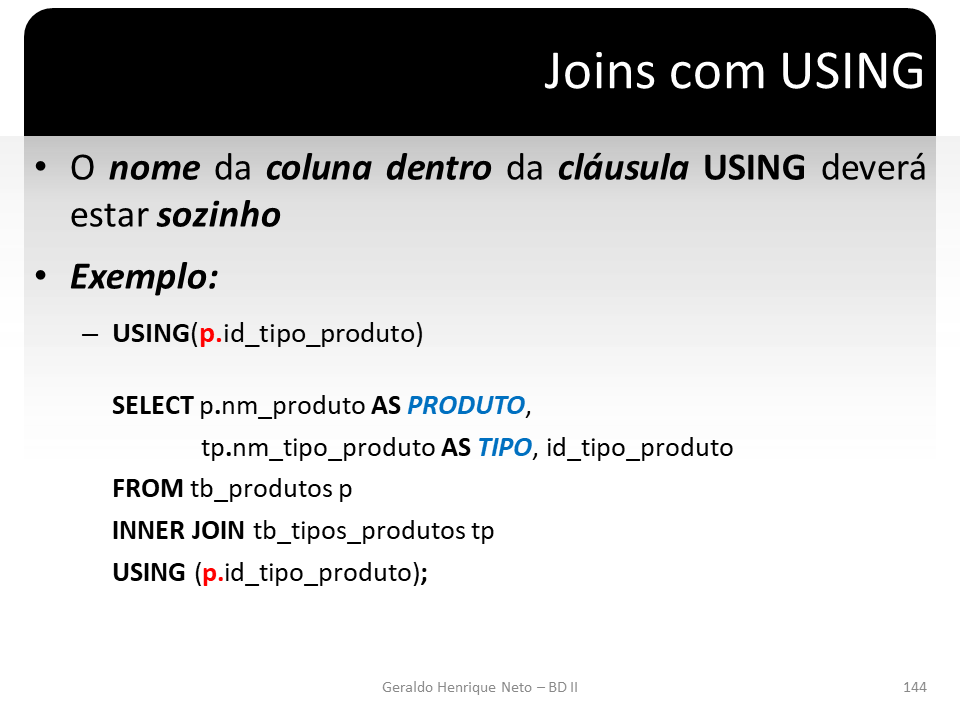 Joins com USING
• O nome da coluna dentro da cláusula USING deverá
estar sozinho
• Exemplo:
– USING(p.id_tipo_produto)
SELECT p.nm_produto AS PRODUTO,
tp.nm_tipo_produto AS TIPO, id_tipo_produto
FROM tb_produtos p
INNER JOIN tb_tipos_produtos tp
USING (p.id_tipo_produto);
Geraldo Henrique Neto – BD II
144